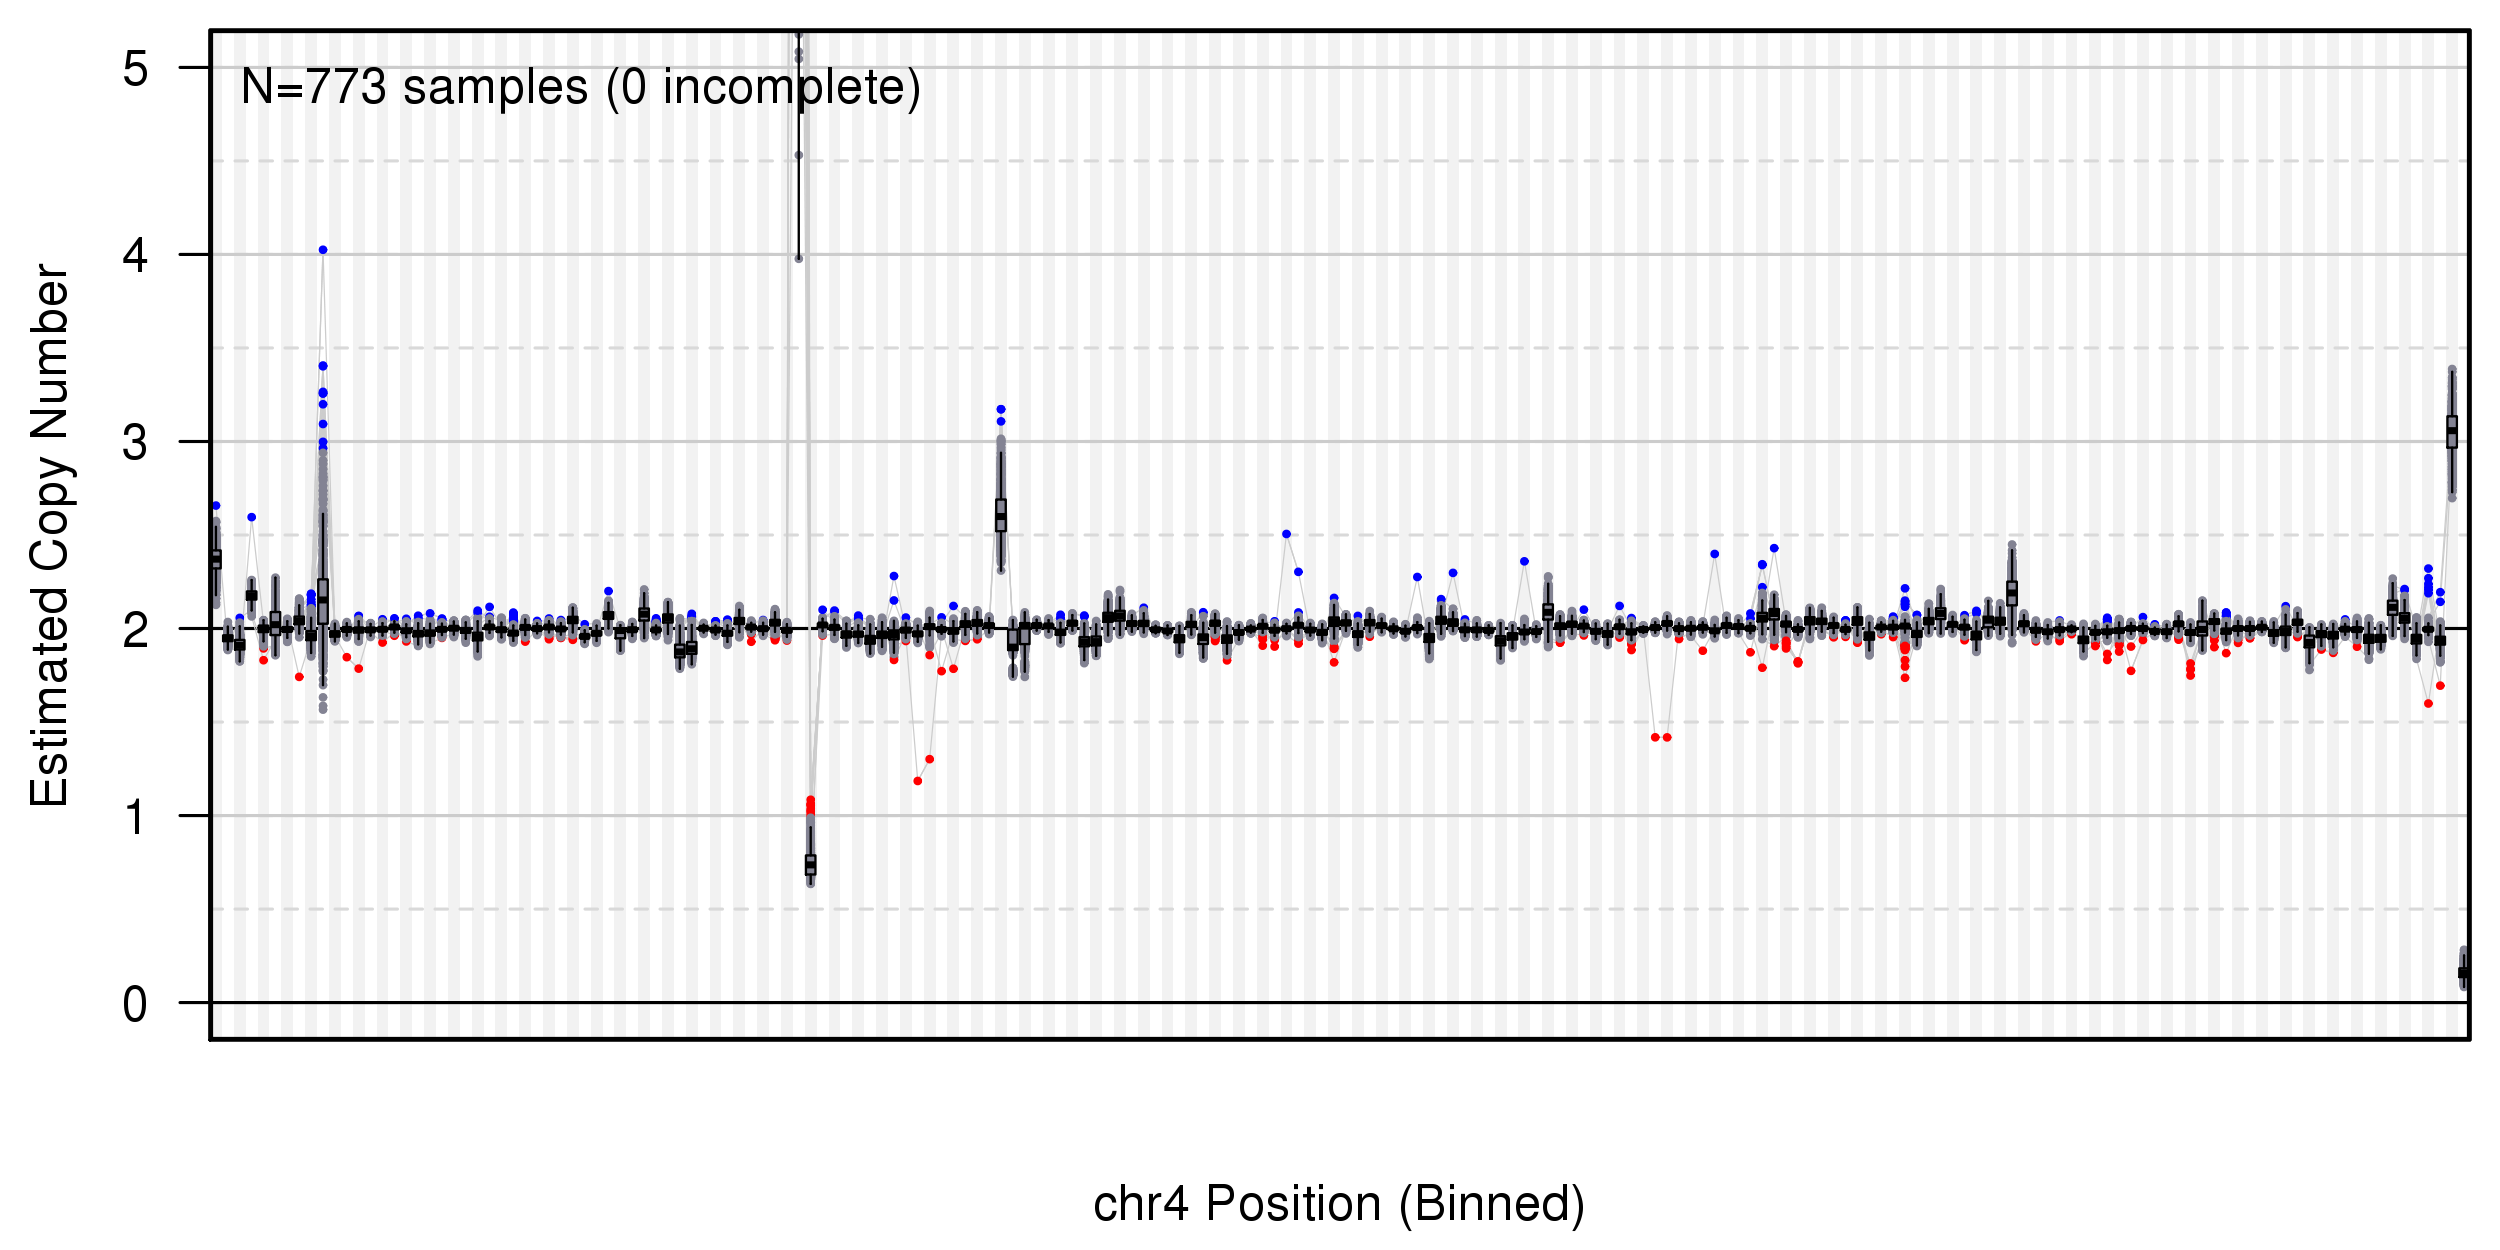 N=773 samples (0 incomplete)
5
4
3
2
1
0
Estimated Copy Number
chr4 Position (Binned)